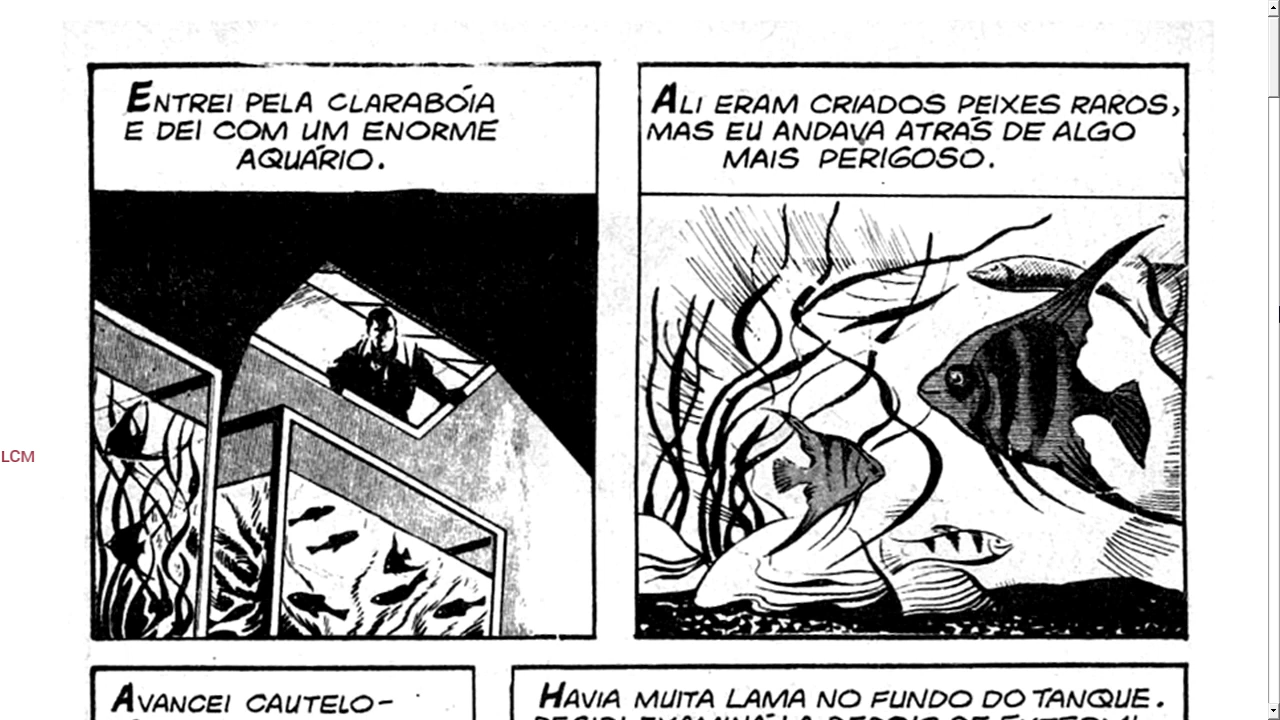 ENTREI PELA CLARABÓIA
E DEI COM UM ENORME
AQUÁRIO.
ALI ERAM CRIADOS PEIXES RAROS,
MAS EU ANDAVA ATRÁS DE ALGO
MAIS PERIGOSO.
LCM
AVANCEI CAUTELO-
HAVIA MUITA LAMA NO FUNDO DO TANQUE.